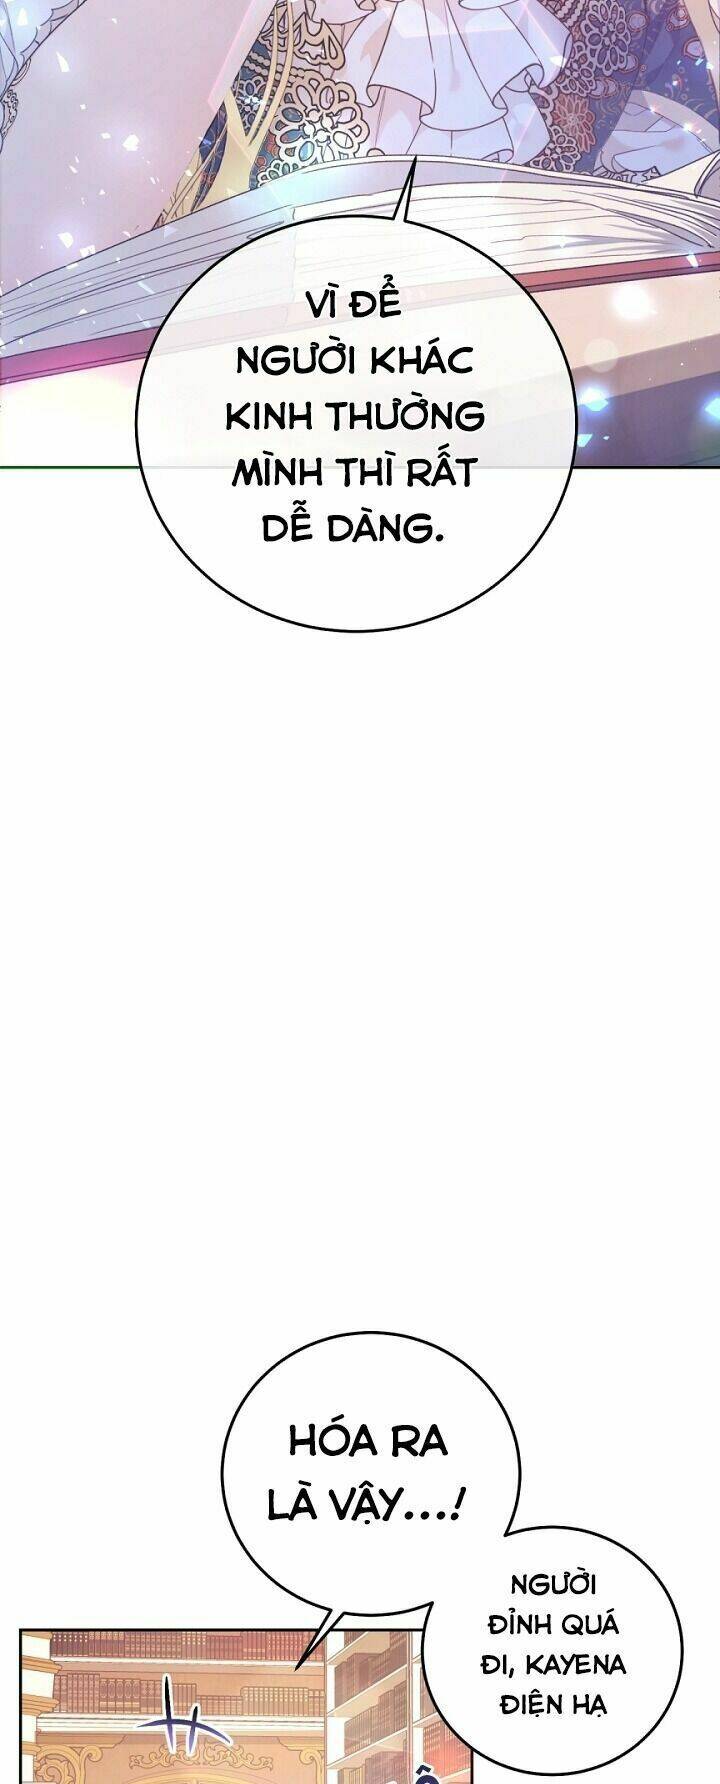 VÌ ĐỂ
NGƯỜI KHÁC
KINH THƯỜNG
MÌNH THÌ RẤT
DỄ DÀNG.
HÓA RA
LÀ VẬY...!
NGƯỜI
ĐỈNH QUÁ
ĐI, KAYENA
ĐIỆN HẠ